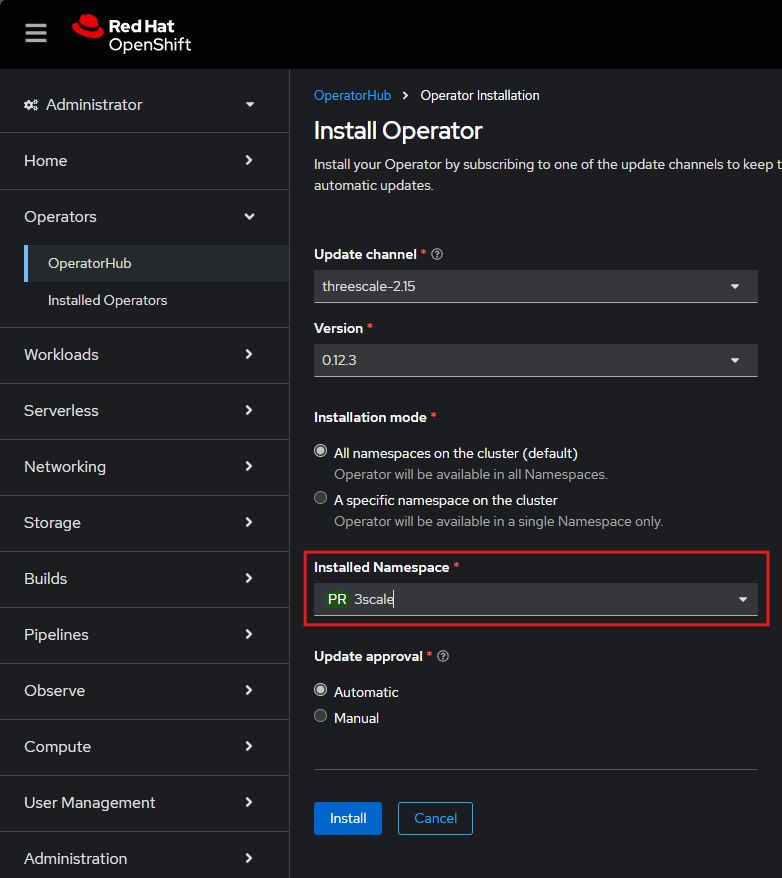 Red Hat
OpenShift
Administrator
Home
Operators
OperatorHub
Installed Operators
Workloads
Serverless
Networking
Storage
Builds
Pipelines
Observe
Compute
User Management
Administration
OperatorHub > Operator Installation
Install Operator
Install your Operator by subscribing to one of the update channels to keep t
automatic updates.
Update channel *
threescale-2.15
Version *
0.12.3
Installation mode *
All namespaces on the cluster (default)
Operator will be available in all Namespaces.
A specific namespace on the cluster
Operator will be available in a single Namespace only.
Installed Namespace *
PR 3scale
Update approval *
Automatic
Manual
Install Cancel